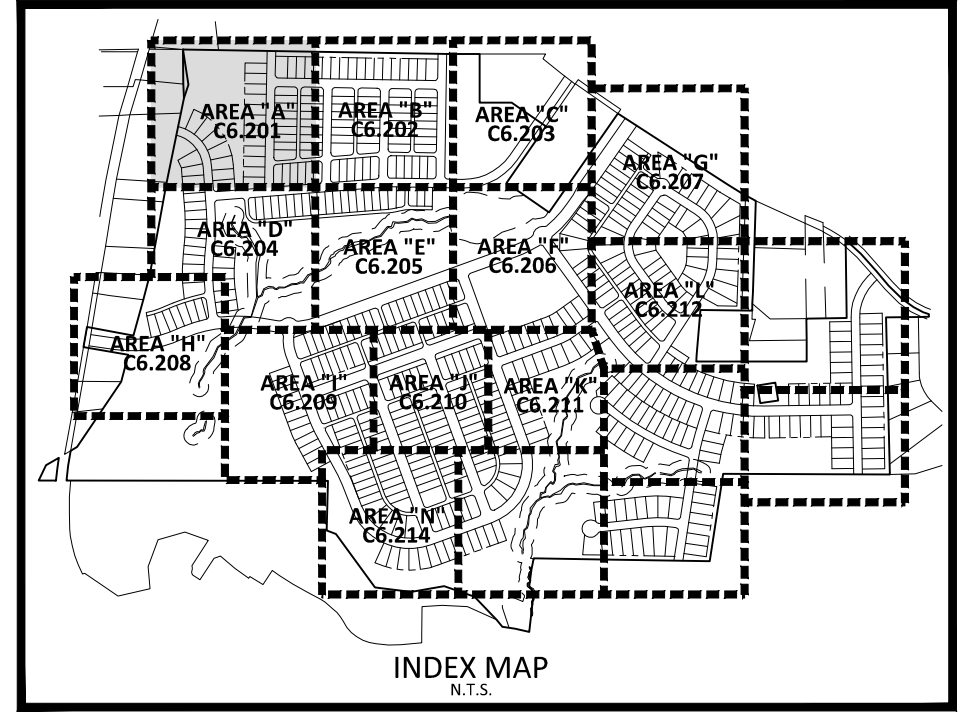 AREA "A"
C6.201
AREA "B"
C6.202
AREA "C"
C6.203
AREA "G"
C6.207
AREA "D"
C6.204
AREA "E"
C6.205
AREA "F"
C6.206
AREA "L"
C6.212
AREA "H"
C6.208
AREA "I"
C6.209
AREA "J"
C6.210
AREA "K"
C6.211
AREA "N"
C6.214
INDEX MAP
N.T.S.